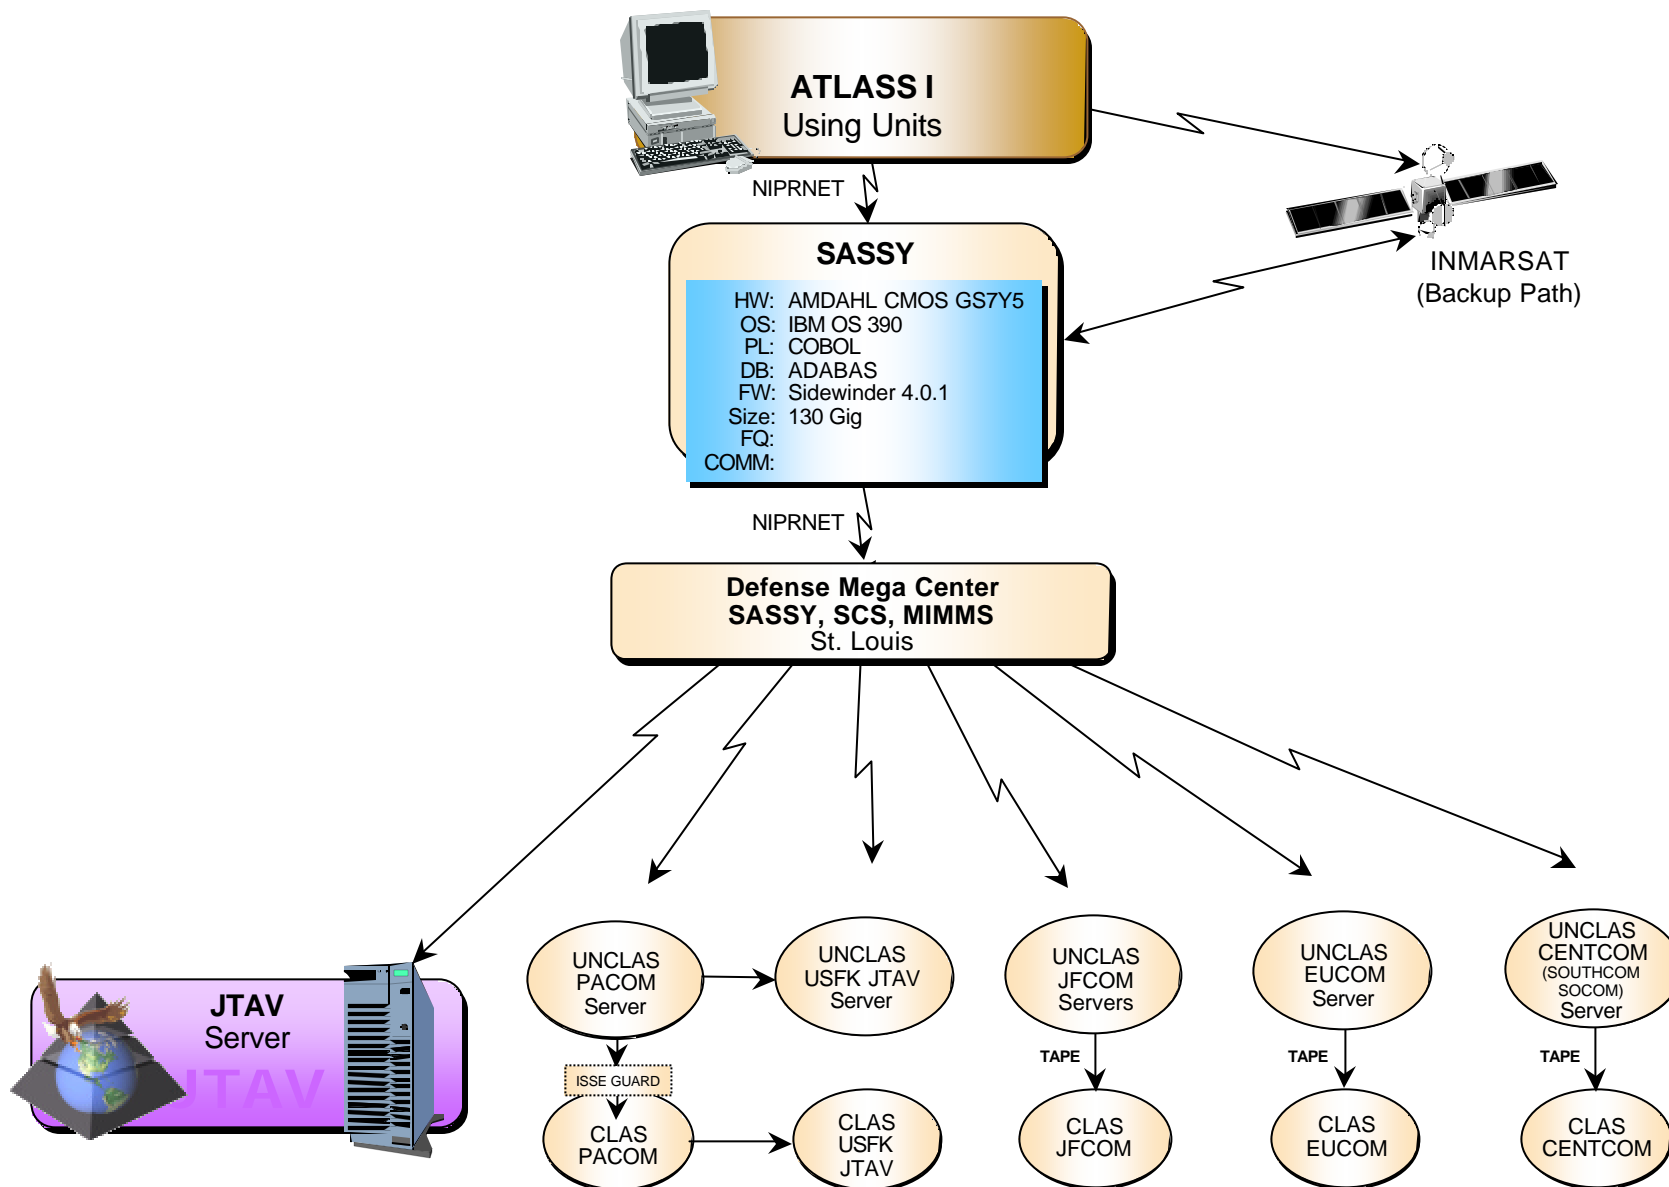 ATLASS I
Using Units
NIPRNET
SASSY
HW: AMDAHL CMOS GS7Y5
OS: IBM OS 390
PL: COBOL
DB: ADABAS
FW: Sidewinder 4.0.1
Size: 130 Gig
FQ:
COMM:
INMARSAT
(Backup Path)
NIPRNET
Defense Mega Center
SASSY, SCS, MIMMS
St. Louis
JTAV
Server
JTAV
UNCLAS
PACOM
Server
UNCLAS
USFK JTAV
Server
UNCLAS
JFCOM
Servers
UNCLAS
EUCOM
Server
UNCLAS
CENTCOM
(SOUTHCOM
SOCOM)
Server
ISSE GUARD
TAPE
TAPE
TAPE
CLAS
PACOM
CLAS
USFK
JTAV
CLAS
JFCOM
CLAS
EUCOM
CLAS
CENTCOM